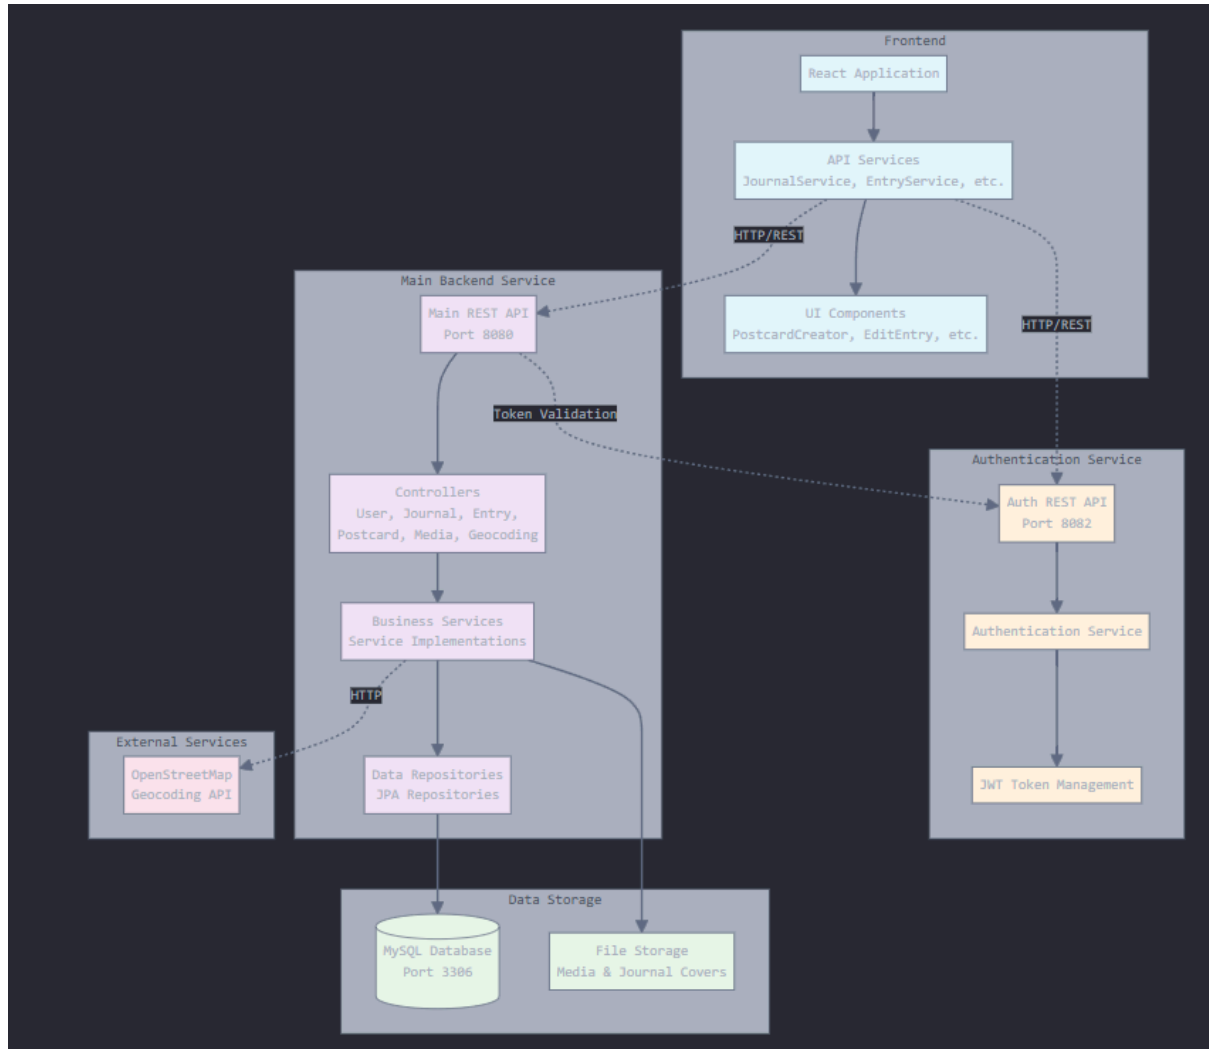 Frontend
React Application
API Services
JournalService, EntryService, etc.
HTTP/REST
Main Backend Service
Main REST API
Port 8080
UI Components
PostcardCreator, EditEntry, etc.
HTTP/REST
Token Validation
Authentication Service
Controllers
User, Journal, Entry,
Postcard, Media, Geocoding
Auth REST API
Port 8082
Business Services
Service Implementations
Authentication Service
HTTP
External Services
OpenStreetMap
Geocoding API
Data Repositories
JPA Repositories
JWT Token Management
Data Storage
MySQL Database
Port 3306
File Storage
Media & Journal Covers